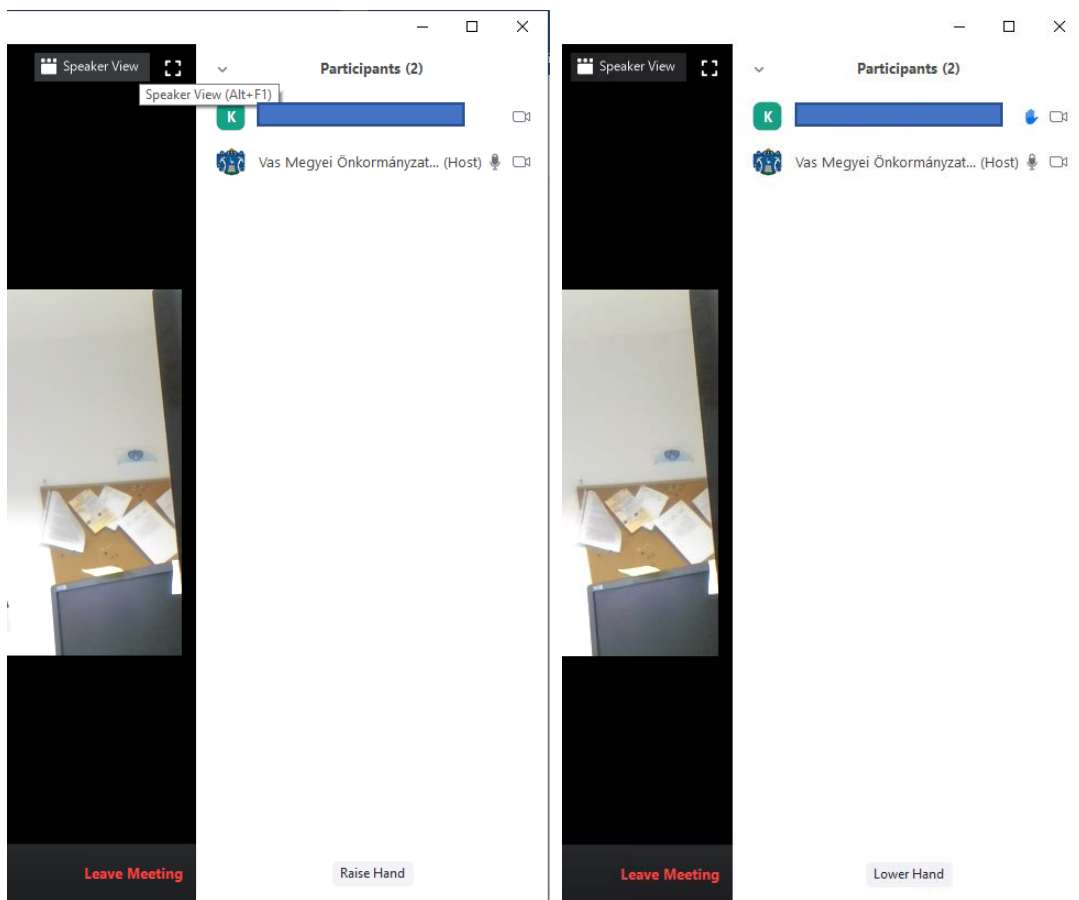 Speaker View
Participants (2)
Speaker View (Alt+F1)
K
Vas Megyei Önkormányzat... (Host)
Leave Meeting
Raise Hand
Speaker View
Participants (2)
K
Vas Megyei Önkormányzat... (Host)
Leave Meeting
Lower Hand